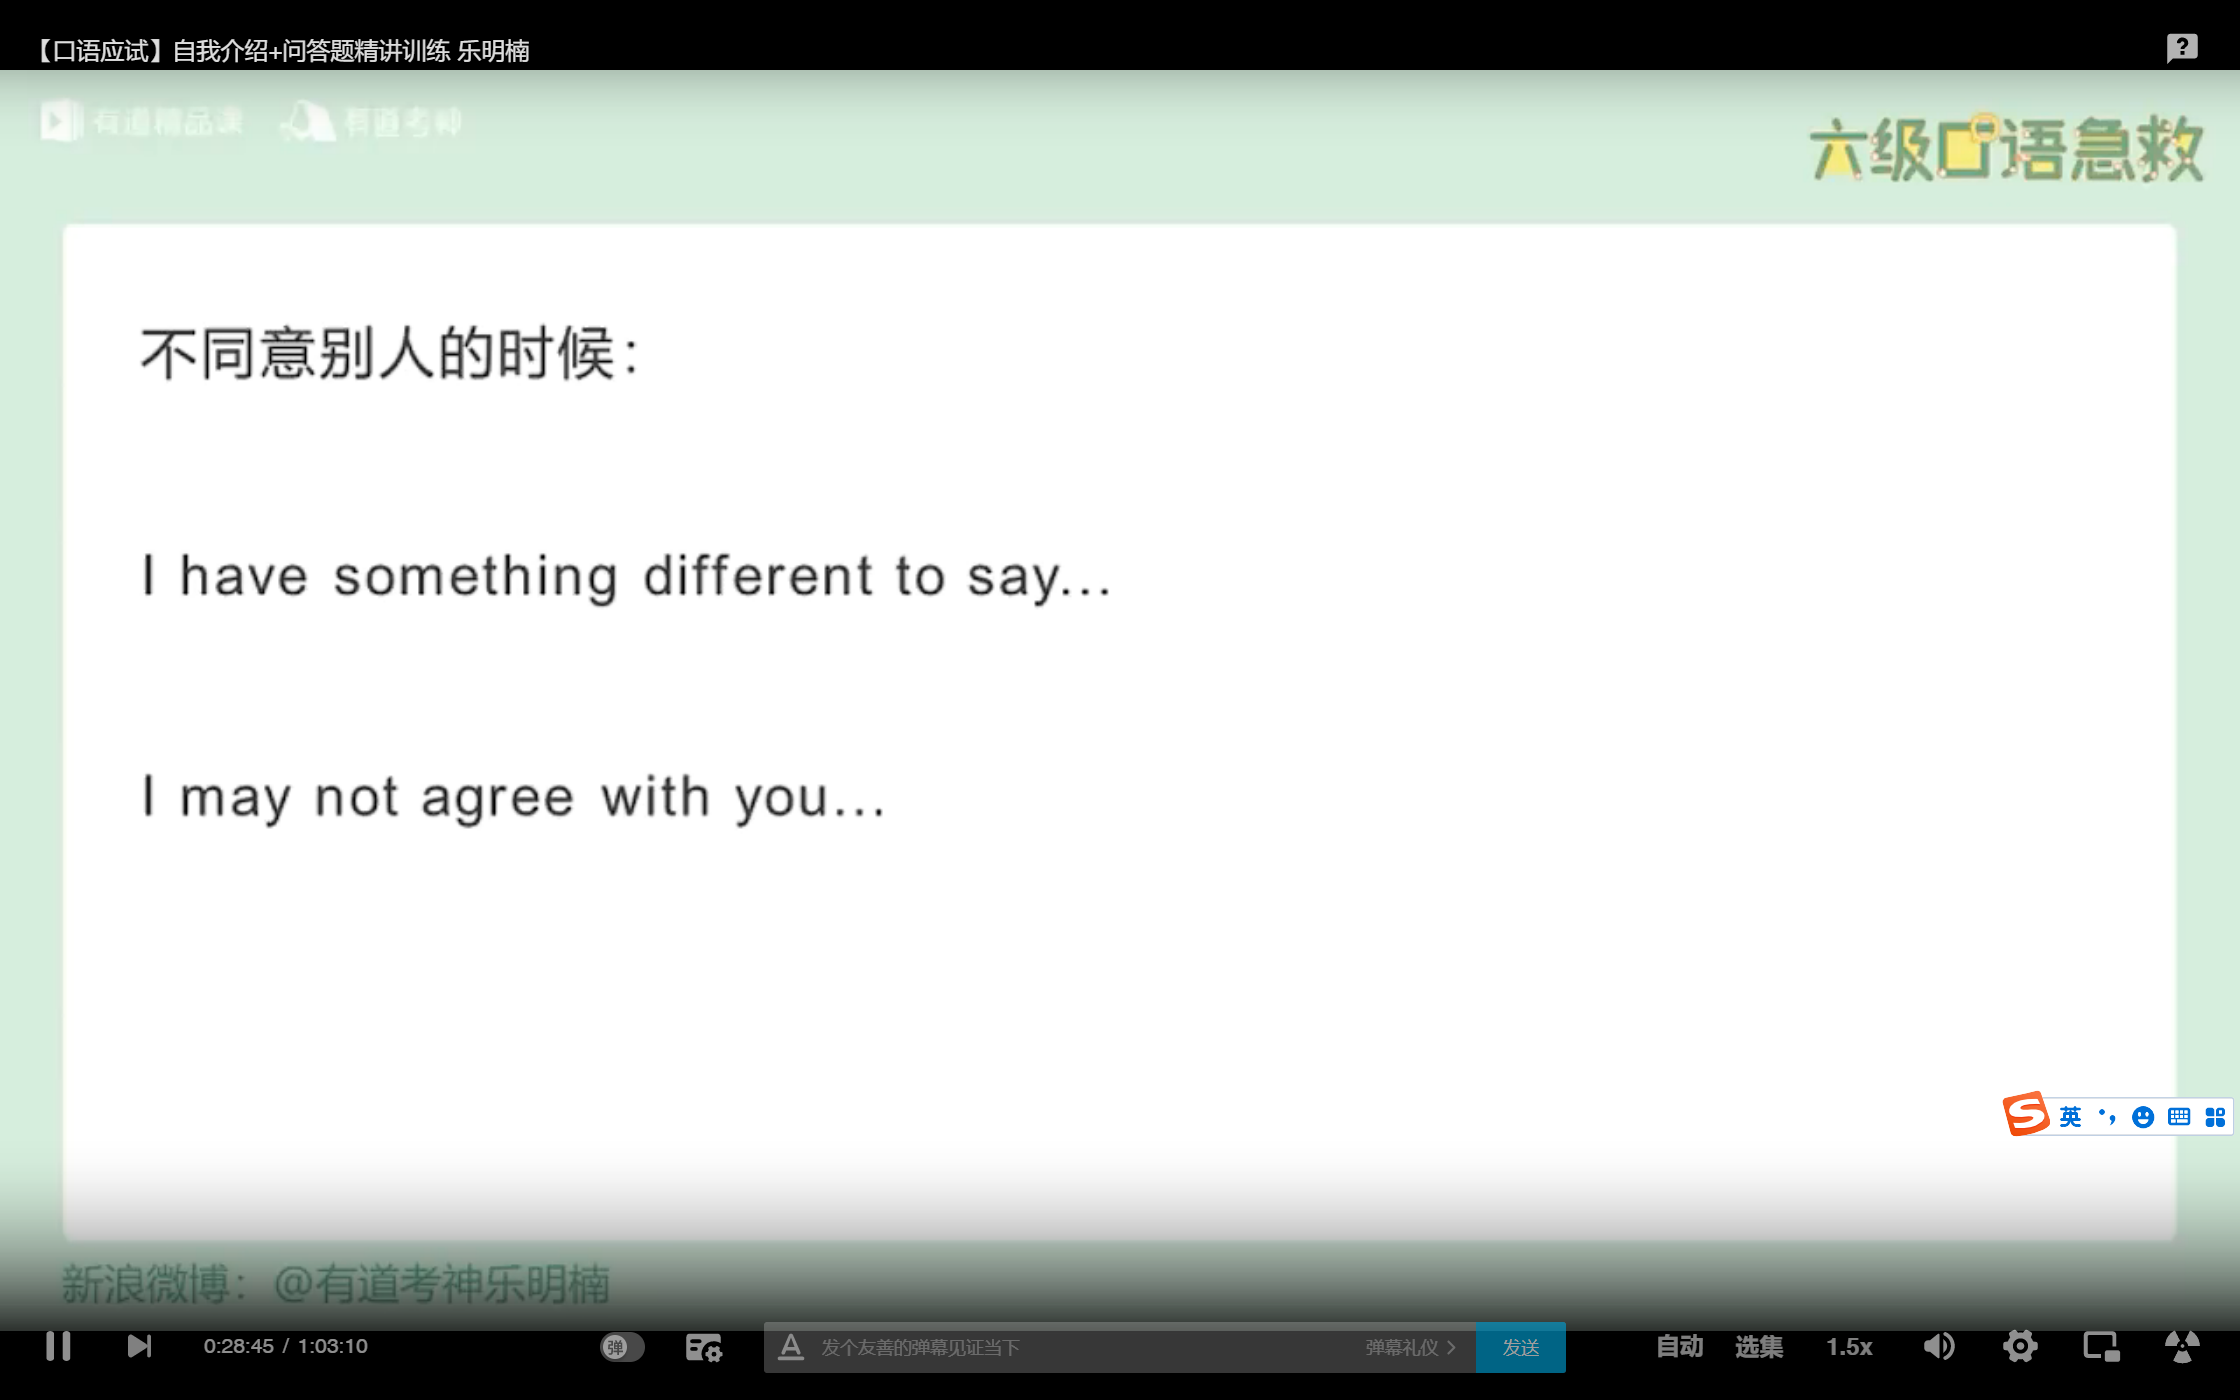 【口语应试】自我介绍+问答题精讲训练 乐明楠
有道精品课 有道考神
六级口语急救
不同意别人的时候：
I have something different to say...
I may not agree with you...
英
新浪微博：@有道考神乐明楠
0:28:45 / 1:03:10
弹
发个友善的弹幕见证当下
弹幕礼仪 >
发送
自动
选集
1.5x